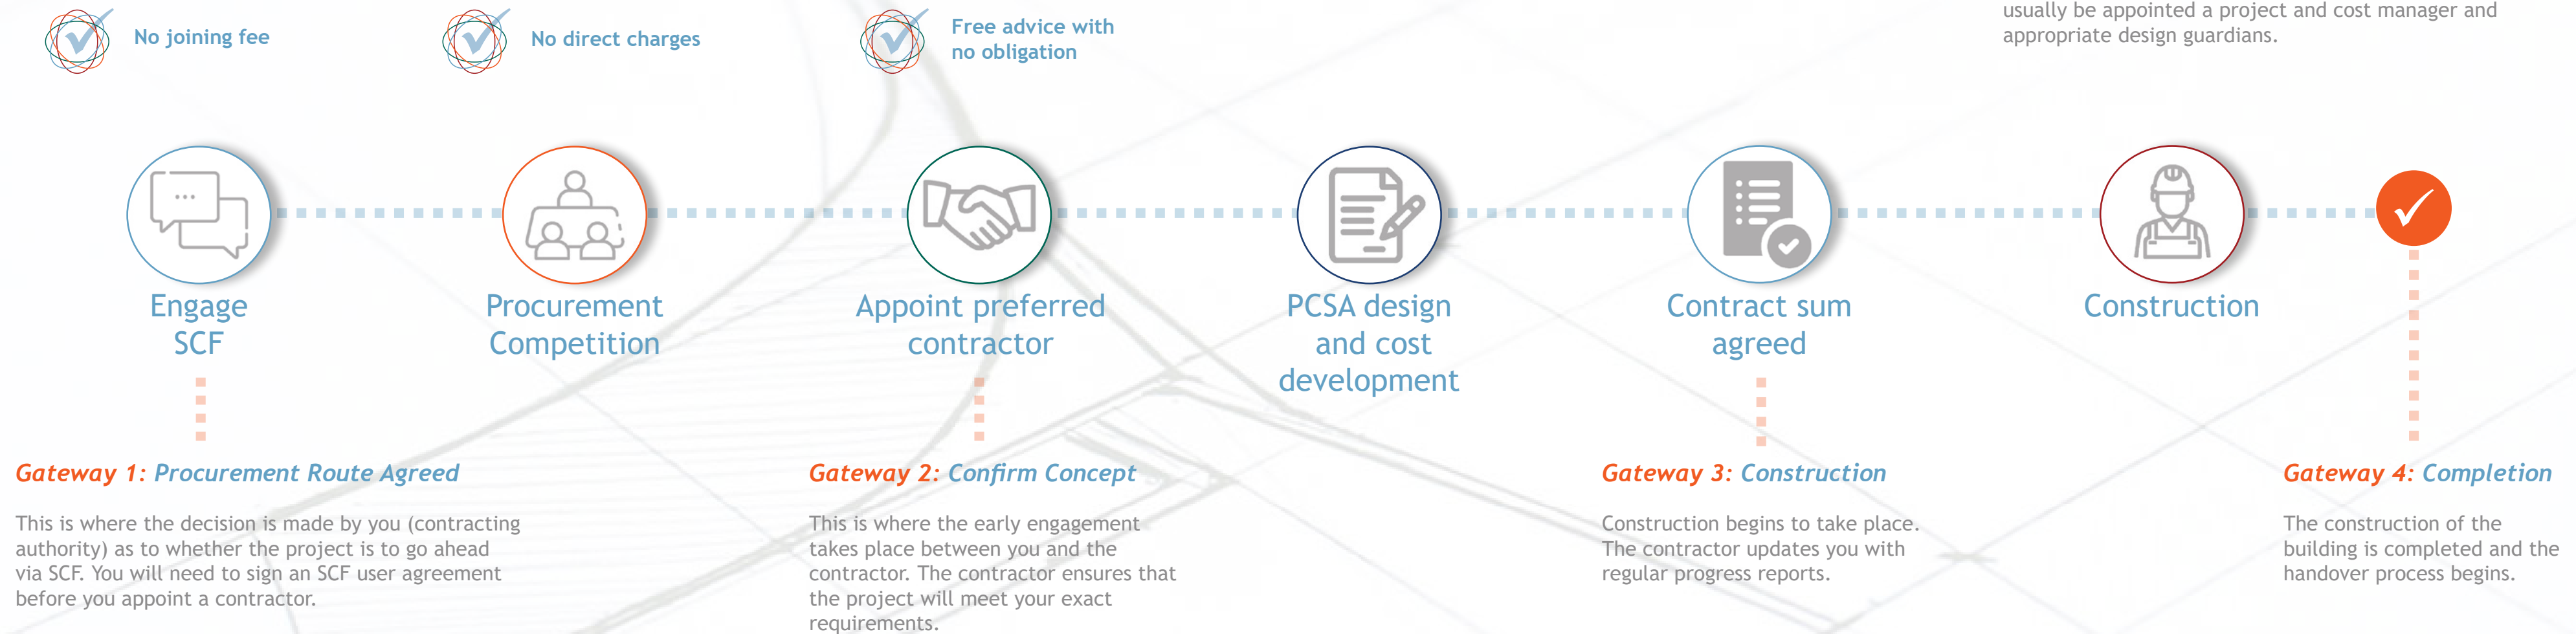 No joining fee
No direct charges
Free advice with
no obligation
usually be appointed a project and cost manager and
appropriate design guardians.
...
Engage
SCF
Procurement
Competition
Appoint preferred
contractor
PCSA design
and cost
development
Contract sum
agreed
Construction
Gateway 1: Procurement Route Agreed
This is where the decision is made by you (contracting
authority) as to whether the project is to go ahead
via SCF. You will need to sign an SCF user agreement
before you appoint a contractor.
Gateway 2: Confirm Concept
This is where the early engagement
takes place between you and the
contractor. The contractor ensures that
the project will meet your exact
requirements.
Gateway 3: Construction
Construction begins to take place.
The contractor updates you with
regular progress reports.
Gateway 4: Completion
The construction of the
building is completed and the
handover process begins.